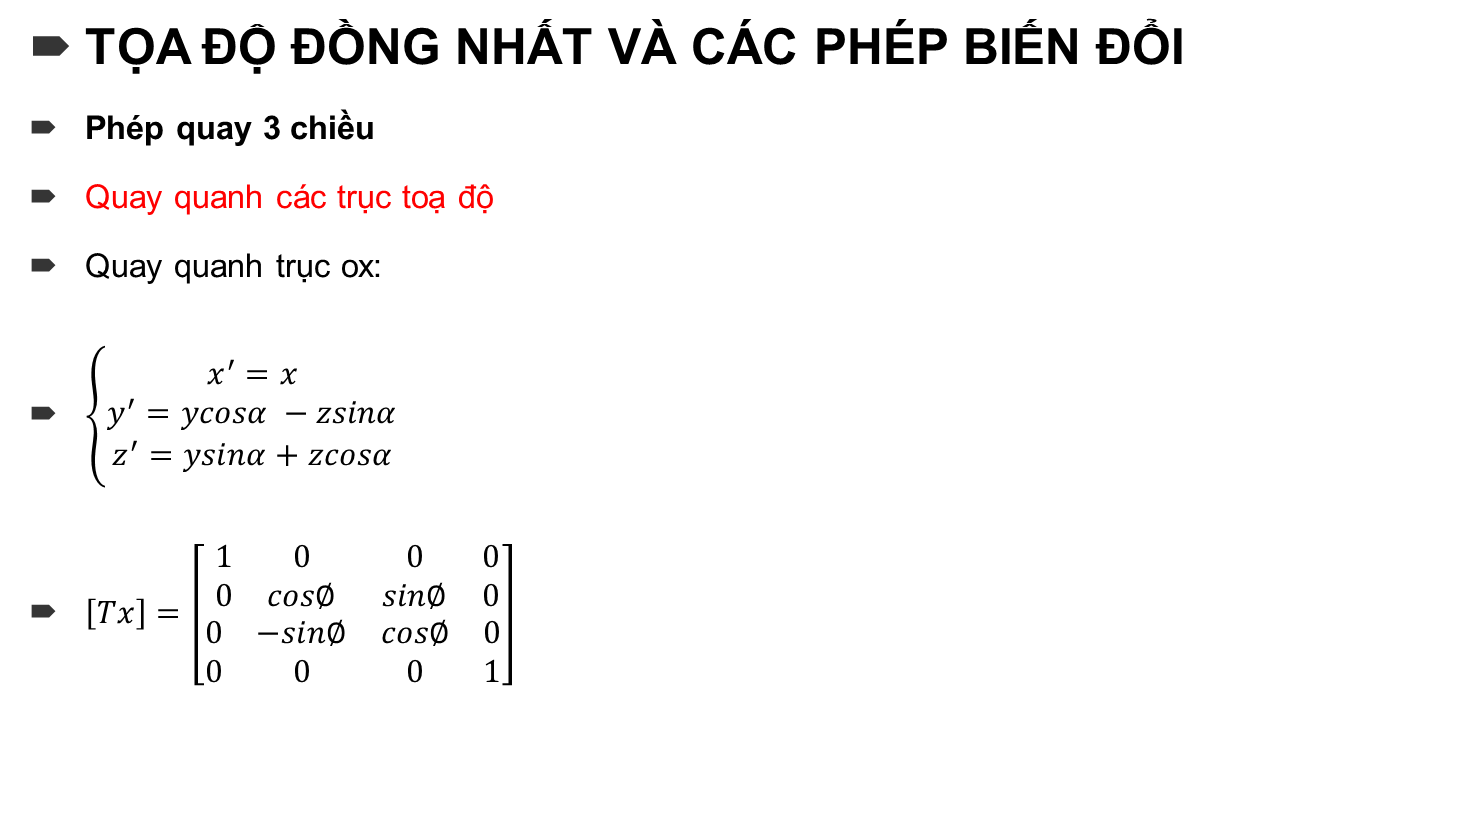 TỌA ĐỘ ĐỒNG NHẤT VÀ CÁC PHÉP BIẾN ĐỔI
Phép quay 3 chiều
Quay quanh các trục toạ độ
Quay quanh trục ox:
x′ = x
y′ = ycosα − zsinα
z′ = ysinα + zcosα
[Tx] =
1 0 0 0
0 cos∅ sin∅ 0
0 −sin∅ cos∅ 0
0 0 0 1